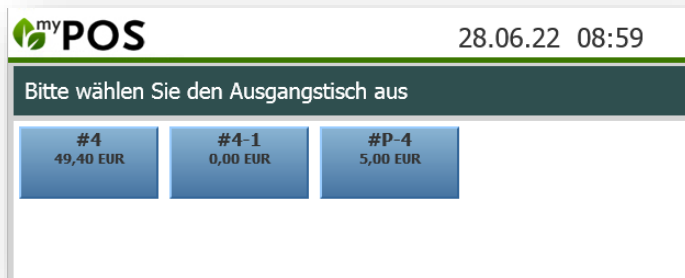 myPOS
28.06.22 08:59
Bitte wählen Sie den Ausgangstisch aus
#4
49,40 EUR
#4-1
0,00 EUR
#P-4
5,00 EUR